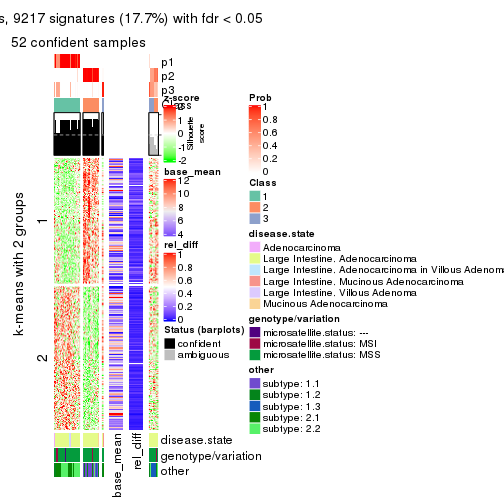 s, 9217 signatures (17.7%) with fdr < 0.05
52 confident samples
p1
p2
p3
Class
z-score
2
1
0
-1
-2
Silhouette
score
base_mean
12
10
8
6
4
rel_diff
1
0.8
0.6
0.4
0.2
0
Status (barplots)
confident
ambiguous
k-means with 2 groups
1
2
base_mean
rel_diff
disease.state
genotype/variation
other
Prob
1
0.8
0.6
0.4
0.2
0
Class
1
2
3
disease.state
Adenocarcinoma
Large Intestine. Adenocarcinoma
Large Intestine. Adenocarcinoma in Villous Adenom
Large Intestine. Mucinous Adenocarcinoma
Large Intestine. Villous Adenoma
Mucinous Adenocarcinoma
genotype/variation
microsatellite.status: ---
microsatellite.status: MSI
microsatellite.status: MSS
other
subtype: 1.1
subtype: 1.2
subtype: 1.3
subtype: 2.1
subtype: 2.2